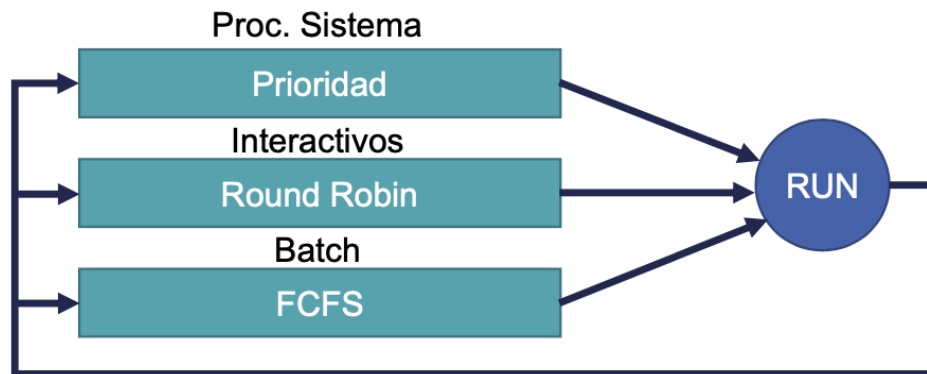 Proc. Sistema
Prioridad
Interactivos
Round Robin
RUN
Batch
FCFS